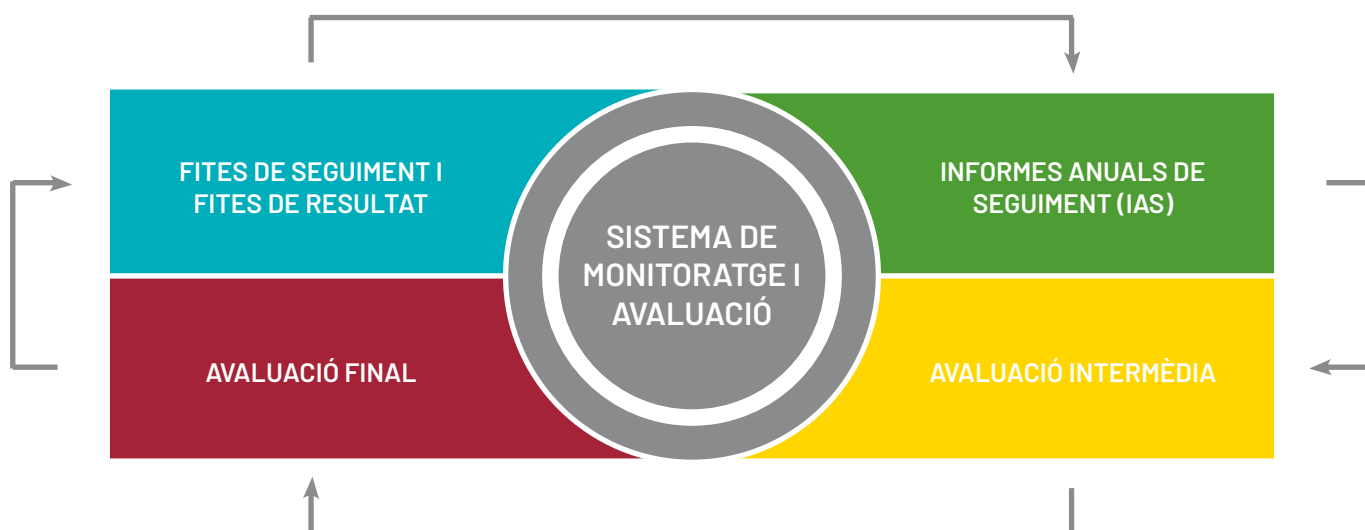 FITES DE SEGUIMENT I
FITES DE RESULTAT
INFORMES ANUALS DE
SEGUIMENT (IAS)
SISTEMA DE
MONITORATGE I
AVALUACIÓ
AVALUACIÓ FINAL
AVALUACIÓ INTERMÈDIA